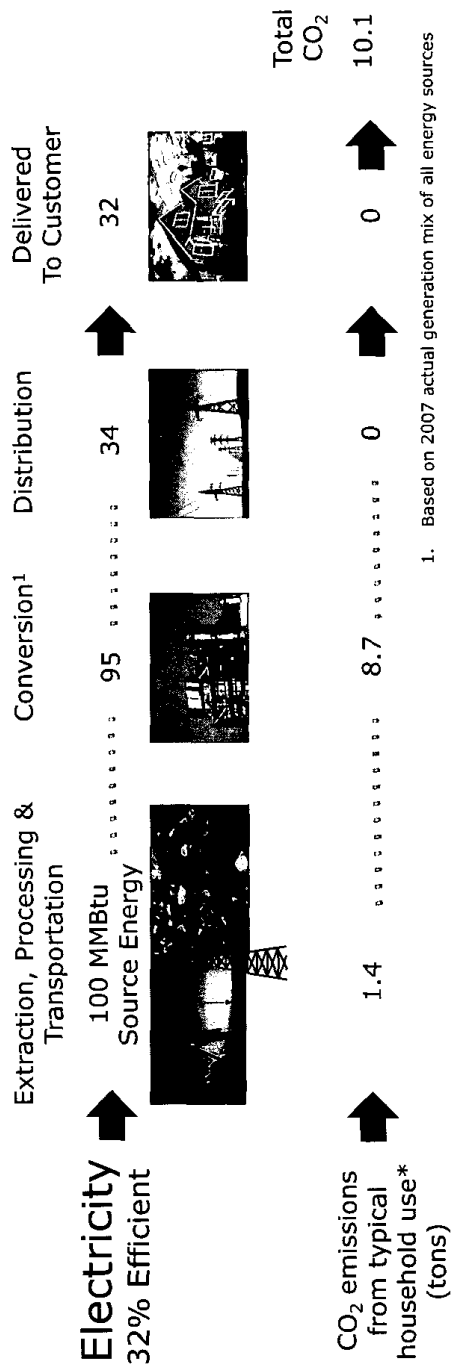 Extraction, Processing &
Transportation
Conversion¹
Distribution
Delivered
To Customer
Electricity
32% Efficient
100 MMBtu
Source Energy
95
34
32
CO₂ emissions
from typical
household use*
(tons)
1.4
8.7
0
0
Total
CO₂
10.1
1. Based on 2007 actual generation mix of all energy sources